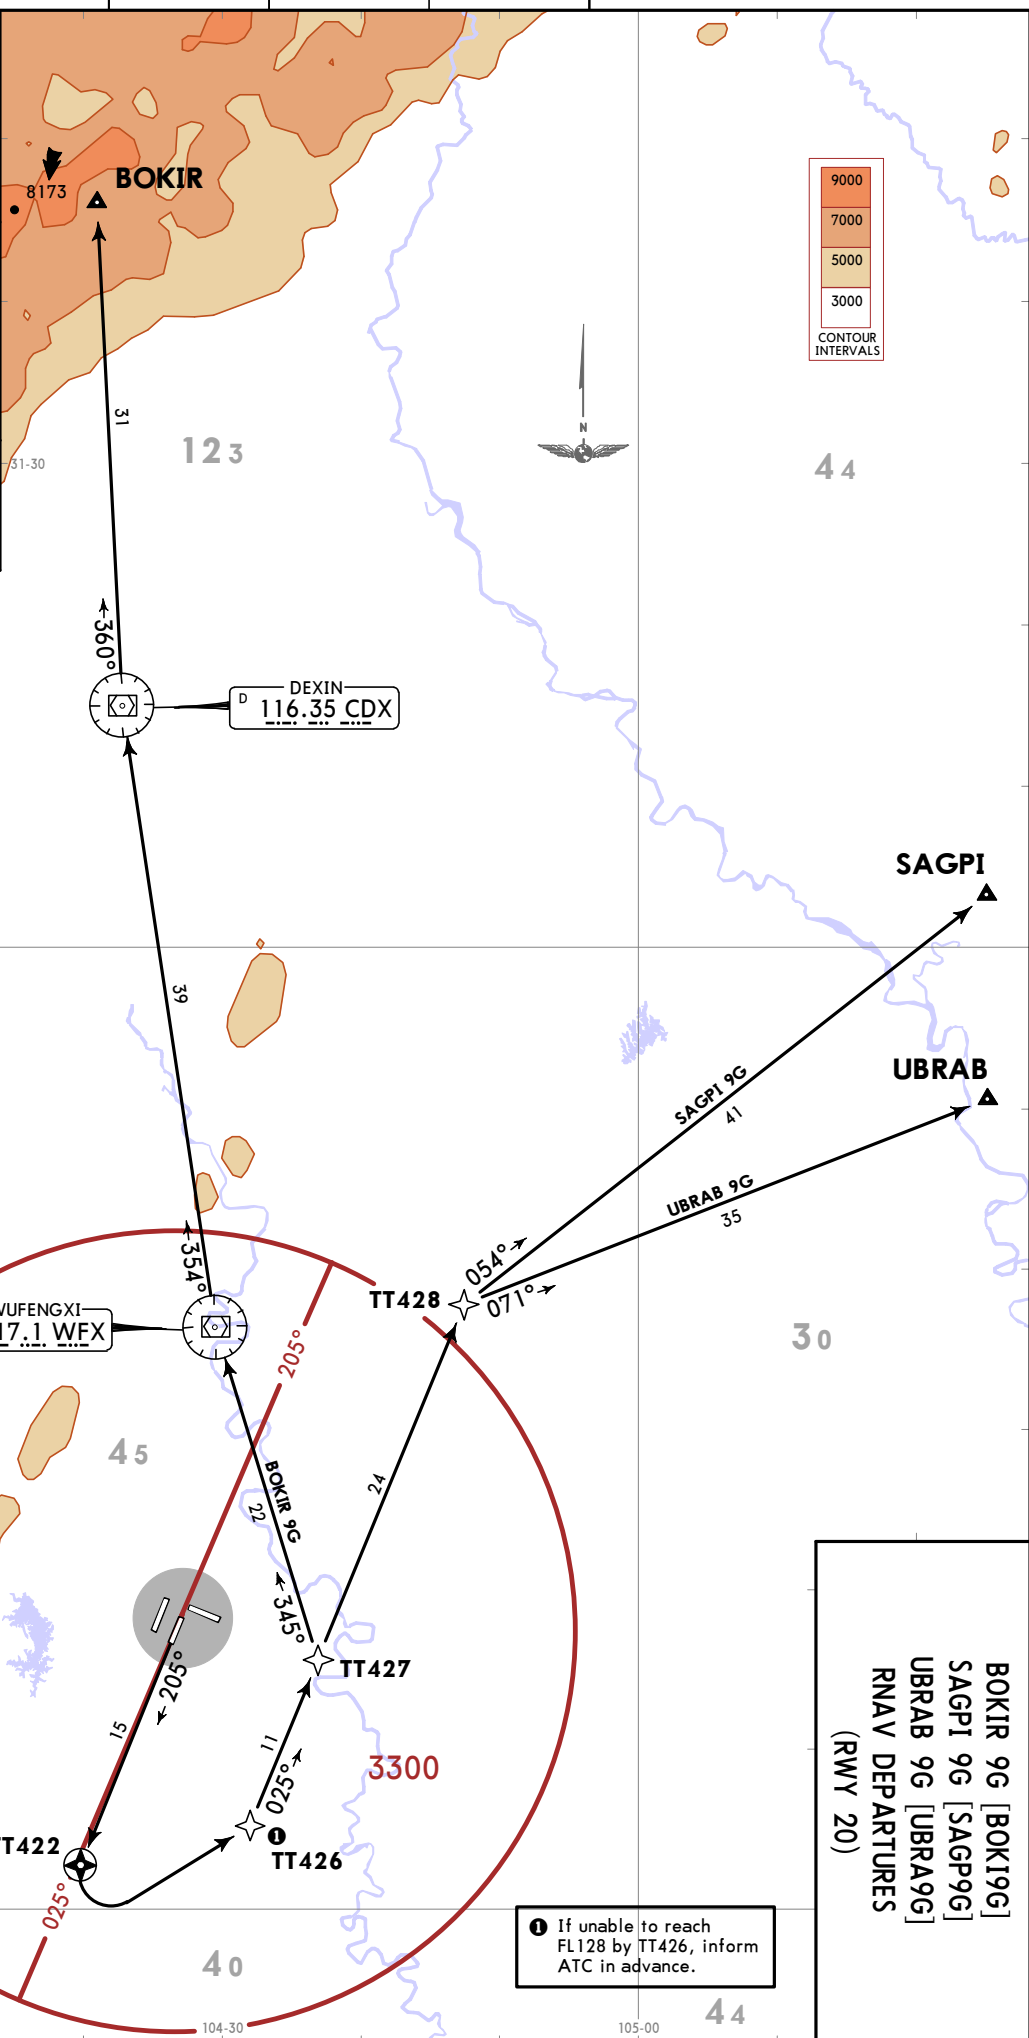 8173
BOKIR
9000
7000
5000
3000
CONTOUR
INTERVALS
31
N
123
44
31-30
360°
D
DEXIN
116.35 CDX
SAGPI
39
UBRAB
SAGPI 9G
41
UBRAB 9G
35
354°
054°
071°
TT428
WUFENGXI
17.1 WFX
205°
30
45
BOKIR 9G
22
24
345°
TT427
205°
15
11
025°
3300
TT422
❶
TT426
025°
40
❶ If unable to reach
FL128 by TT426, inform
ATC in advance.
44
104-30
105-00
BOKIR 9G [BOKI9G]
SAGPI 9G [SAGP9G]
UBRAB 9G [UBRA9G]
RNAV DEPARTURES
(RWY 20)